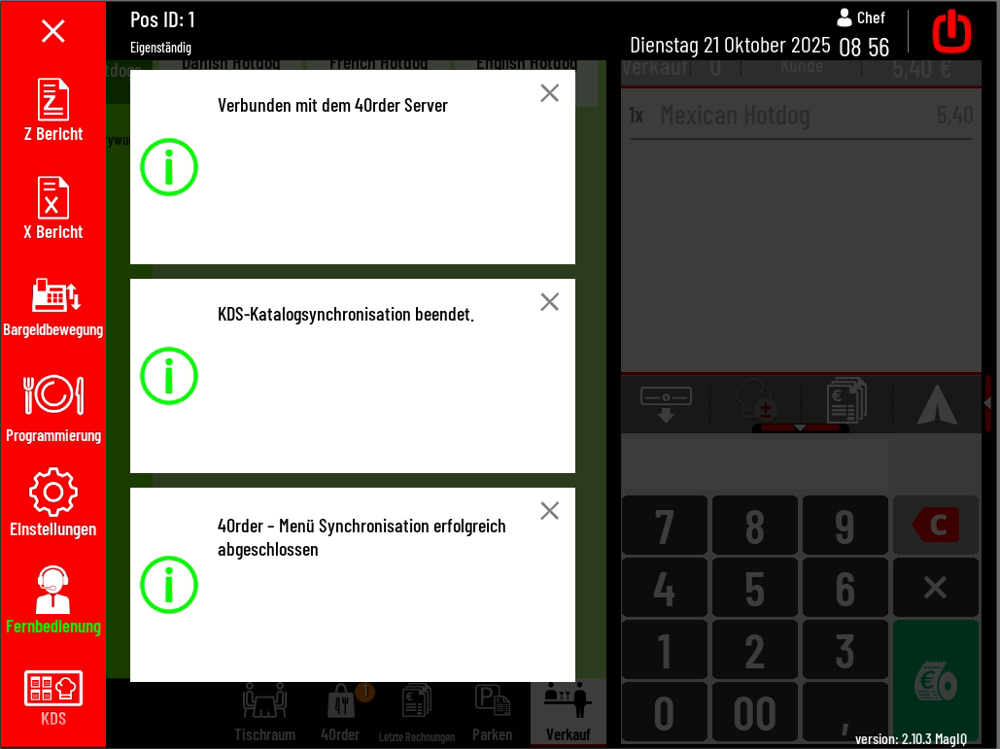 Pos ID: 1
Eigenständig
Chef
Dienstag 21 Oktober 2025
08 56
Z Bericht
X Bericht
Bargeldbewegung
Programmierung
Einstellungen
Fernbedienung
KDS
Danish Hotdog
French Hotdog
English Hotdog
Verbunden mit dem 4Order Server
KDS-Katalogsynchronisation beendet.
4Order – Menü Synchronisation erfolgreich
abgeschlossen
Verkauf
0
Kunde
5,40 €
1x
Mexican Hotdog
5,40
7
8
9
C
4
5
6
1
2
3
0
00
,
Tischraum
1
4Order
Letzte Rechnungen
Parken
Verkauf
version: 2.10.3 MagIQ